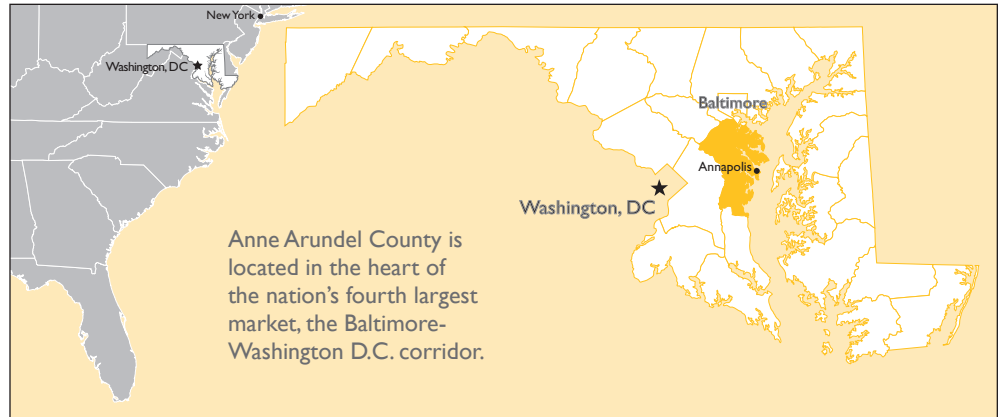 New York
Washington, DC
Baltimore
Annapolis
Washington, DC
Anne Arundel County is
located in the heart of
the nation’s fourth largest
market, the Baltimore-
Washington D.C. corridor.